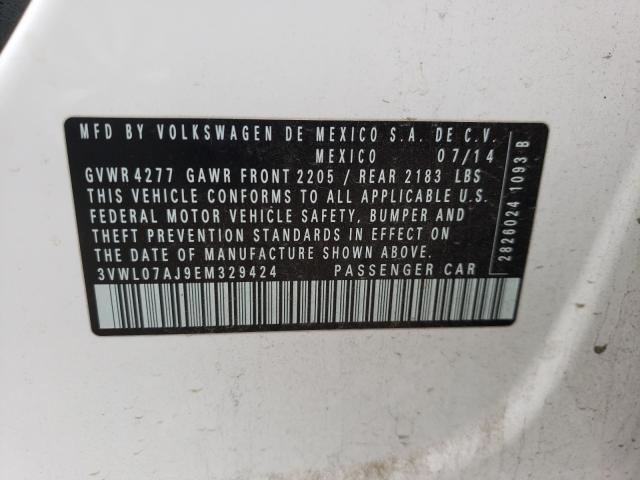 MFD BY VOLKSWAGEN DE MEXICO S.A. DE C.V.
MEXICO 07/14
GVWR 4277 GAWR FRONT 2205 / REAR 2183 LBS
THIS VEHICLE CONFORMS TO ALL APPLICABLE U.S.
FEDERAL MOTOR VEHICLE SAFETY, BUMPER AND
THEFT PREVENTION STANDARDS IN EFFECT ON
THE DATE OF MANUFACTURE SHOWN ABOVE.
3VWL07AJ9EM329424 PASSENGER CAR
2826024 1093 B